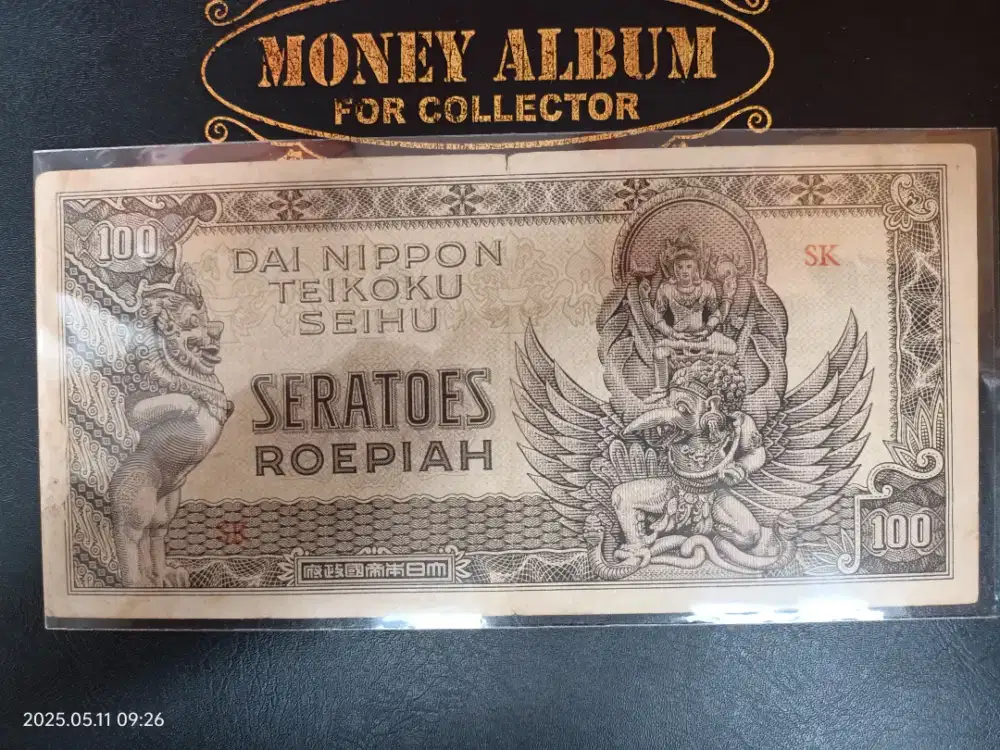 MONEY ALBUM
FOR COLLECTOR
100
DAI NIPPON
TEIKOKU
SEIHU
SK
SERATOES
ROEPIAH
SK
府政國帝本日大
100
2025.05.11 09:26